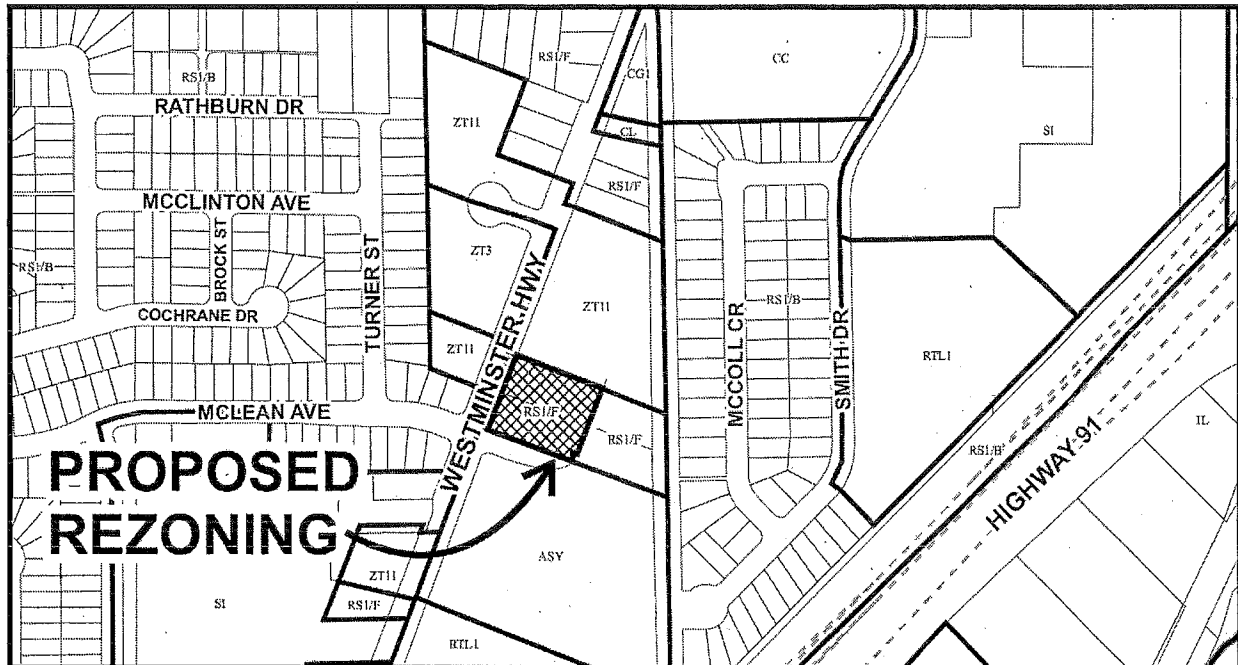 RS1/B
RATHBURN DR
MCCLINTON AVE
RS1/B
BROCK ST
COCHRANE DR
TURNER ST
MCLEAN AVE
ZT11
RS1/F
CG1
CL
RS1/F
ZT3
ZT11
ZT11
WESTMINSTER HWY
RS1/F
RS1/F
CC
SI
MCCOLL CR
RS1/B
SMITH DR
RTL1
RS1/B
HIGHWAY 91
IL
PROPOSED
REZONING
ASY
ZT11
RS1/F
SI
RTL1